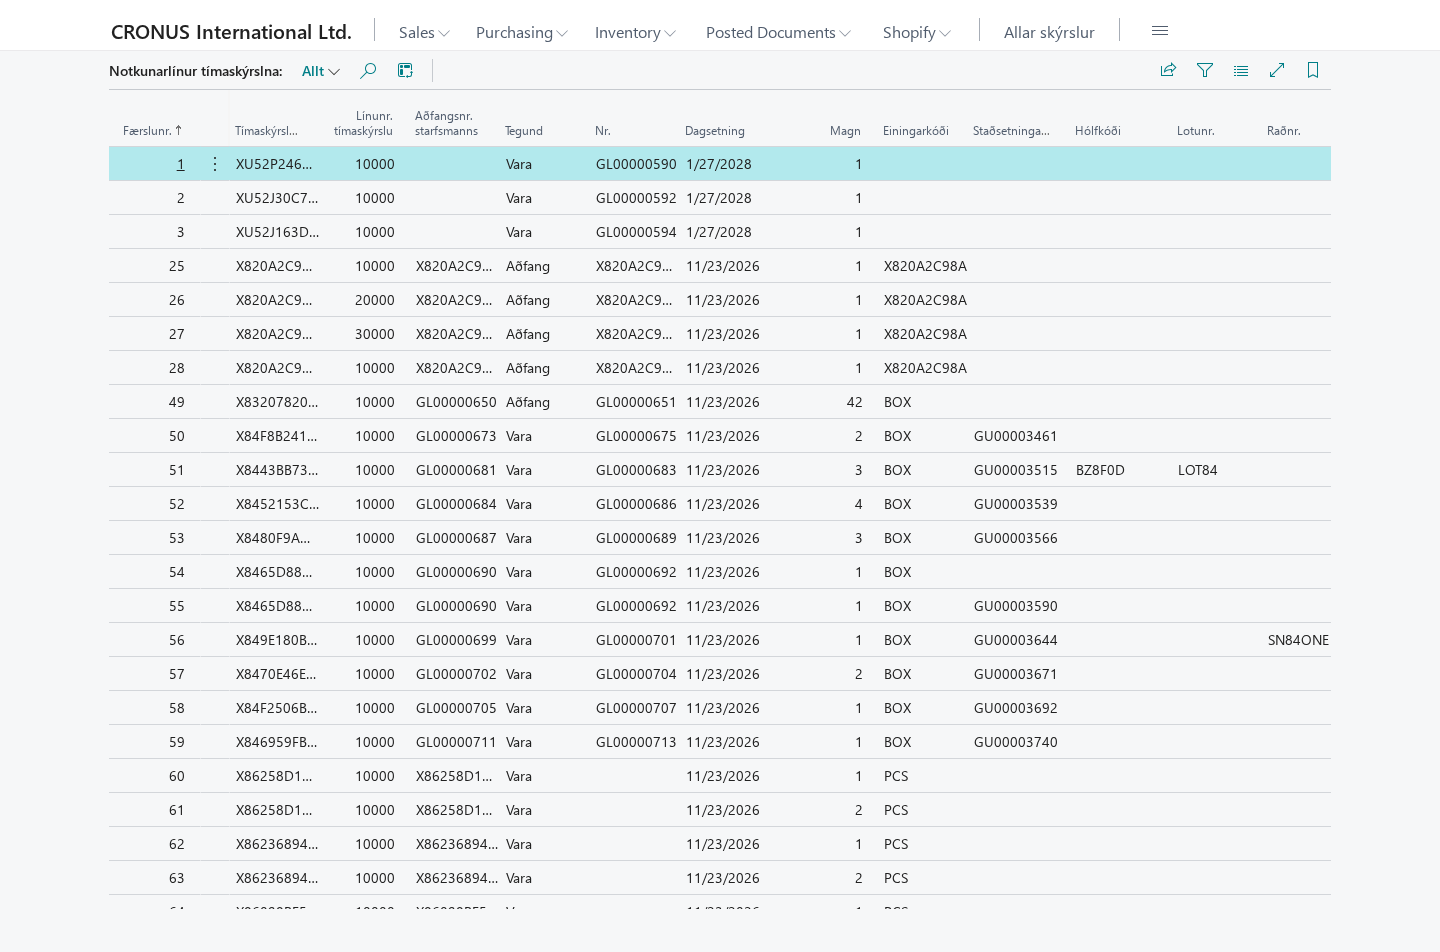 CRONUS International Ltd. Sales Purchasing Inventory Posted Documents Shopify Allar skýrslur
Notkunarlínur tímaskýrslna: Allt
Færslunr. ↑ Tímaskýrsl... Línunr. tímaskýrslu Aðfangsnr. starfsmanns Tegund Nr. Dagsetning Magn Einingarkóði Staðsetninga... Hólfkóði Lotunr. Raðnr.
1 XU52P246... 10000 Vara GL00000590 1/27/2028 1
2 XU52J30C7... 10000 Vara GL00000592 1/27/2028 1
3 XU52J163D... 10000 Vara GL00000594 1/27/2028 1
25 X820A2C9... 10000 X820A2C9... Aðfang X820A2C9... 11/23/2026 1 X820A2C98A
26 X820A2C9... 20000 X820A2C9... Aðfang X820A2C9... 11/23/2026 1 X820A2C98A
27 X820A2C9... 30000 X820A2C9... Aðfang X820A2C9... 11/23/2026 1 X820A2C98A
28 X820A2C9... 10000 X820A2C9... Aðfang X820A2C9... 11/23/2026 1 X820A2C98A
49 X83207820... 10000 GL00000650 Aðfang GL00000651 11/23/2026 42 BOX
50 X84F8B241... 10000 GL00000673 Vara GL00000675 11/23/2026 2 BOX GU00003461
51 X8443BB73... 10000 GL00000681 Vara GL00000683 11/23/2026 3 BOX GU00003515 BZ8F0D LOT84
52 X8452153C... 10000 GL00000684 Vara GL00000686 11/23/2026 4 BOX GU00003539
53 X8480F9A... 10000 GL00000687 Vara GL00000689 11/23/2026 3 BOX GU00003566
54 X8465D88... 10000 GL00000690 Vara GL00000692 11/23/2026 1 BOX
55 X8465D88... 10000 GL00000690 Vara GL00000692 11/23/2026 1 BOX GU00003590
56 X849E180B... 10000 GL00000699 Vara GL00000701 11/23/2026 1 BOX GU00003644 SN84ONE
57 X8470E46E... 10000 GL00000702 Vara GL00000704 11/23/2026 2 BOX GU00003671
58 X84F2506B... 10000 GL00000705 Vara GL00000707 11/23/2026 1 BOX GU00003692
59 X846959FB... 10000 GL00000711 Vara GL00000713 11/23/2026 1 BOX GU00003740
60 X86258D1... 10000 X86258D1... Vara 11/23/2026 1 PCS
61 X86258D1... 10000 X86258D1... Vara 11/23/2026 2 PCS
62 X86236894... 10000 X86236894... Vara 11/23/2026 1 PCS
63 X86236894... 10000 X86236894... Vara 11/23/2026 2 PCS